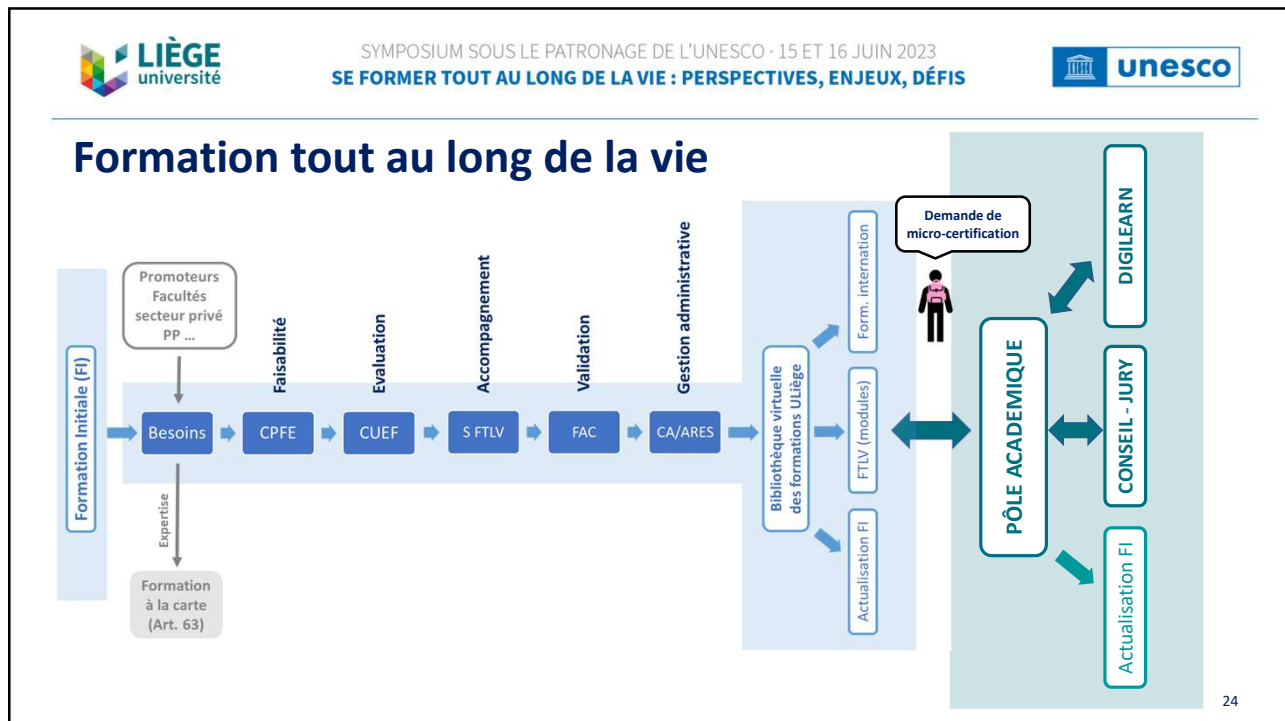 LIÈGE
université
SYMPOSIUM SOUS LE PATRONAGE DE L'UNESCO · 15 ET 16 JUIN 2023
SE FORMER TOUT AU LONG DE LA VIE : PERSPECTIVES, ENJEUX, DÉFIS
unesco
Formation tout au long de la vie
Formation Initiale (FI)
Promoteurs
Facultés
secteur privé
PP ...
Besoins
Expertise
Formation
à la carte
(Art. 63)
Faisabilité
CPFE
Evaluation
CUEF
Accompagnement
S FTLV
Validation
FAC
Gestion administrative
CA/ARES
Bibliothèque virtuelle
des formations ULiège
Form. internation
FTLV (modules)
Actualisation FI
Demande de
micro-certification
PÔLE ACADEMIQUE
DIGILEARN
CONSEIL - JURY
Actualisation FI
24